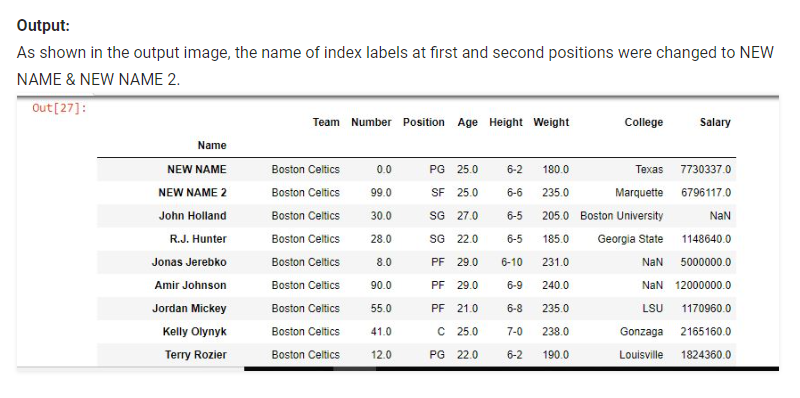 Output:
As shown in the output image, the name of index labels at first and second positions were changed to NEW
NAME & NEW NAME 2.
Out[27]:
Team Number Position Age Height Weight College Salary
Name
NEW NAME Boston Celtics 0.0 PG 25.0 6-2 180.0 Texas 7730337.0
NEW NAME 2 Boston Celtics 99.0 SF 25.0 6-6 235.0 Marquette 6796117.0
John Holland Boston Celtics 30.0 SG 27.0 6-5 205.0 Boston University NaN
R.J. Hunter Boston Celtics 28.0 SG 22.0 6-5 185.0 Georgia State 1148640.0
Jonas Jerebko Boston Celtics 8.0 PF 29.0 6-10 231.0 NaN 5000000.0
Amir Johnson Boston Celtics 90.0 PF 29.0 6-9 240.0 NaN 12000000.0
Jordan Mickey Boston Celtics 55.0 PF 21.0 6-8 235.0 LSU 1170960.0
Kelly Olynyk Boston Celtics 41.0 C 25.0 7-0 238.0 Gonzaga 2165160.0
Terry Rozier Boston Celtics 12.0 PG 22.0 6-2 190.0 Louisville 1824360.0